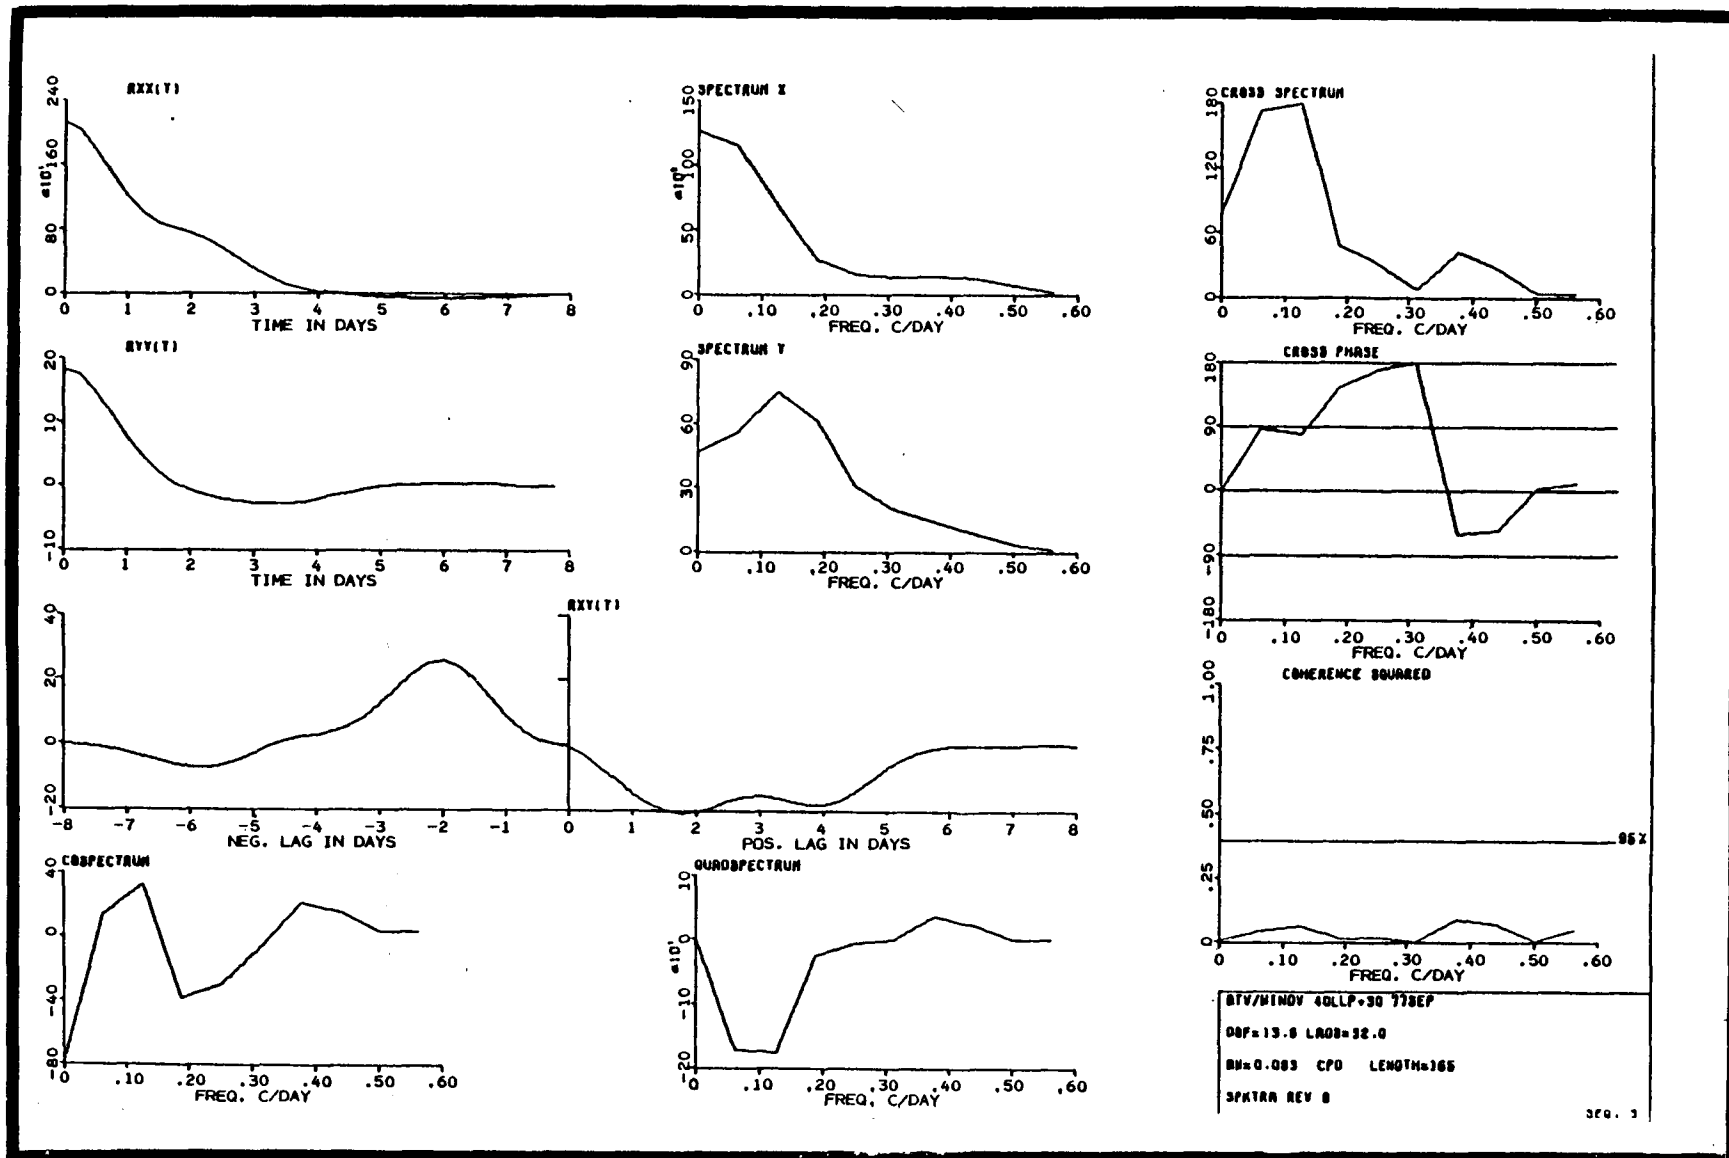 RXX(T)
240
160
80
0
0 1 2 3 4 5 6 7 8
TIME IN DAYS
SPECTRUM X
150
100
50
0
0 .10 .20 .30 .40 .50 .60
FREQ. C/DAY
CROSS SPECTRUM
180
120
60
0
0 .10 .20 .30 .40 .50 .60
FREQ. C/DAY
RYY(T)
20
10
0
-10
0 1 2 3 4 5 6 7 8
TIME IN DAYS
SPECTRUM Y
90
60
30
0
0 .10 .20 .30 .40 .50 .60
FREQ. C/DAY
CROSS PHASE
180
90
0
-90
-180
0 .10 .20 .30 .40 .50 .60
FREQ. C/DAY
RXY(T)
40
20
0
-20
-8 -7 -6 -5 -4 -3 -2 -1 0 1 2 3 4 5 6 7 8
NEG. LAG IN DAYS
POS. LAG IN DAYS
COHERENCE SQUARED
1.00
.75
.50
.25
0
95%
0 .10 .20 .30 .40 .50 .60
FREQ. C/DAY
COSPECTRUM
40
0
-40
-80
0 .10 .20 .30 .40 .50 .60
FREQ. C/DAY
QUADSPECTRUM
10
0
-10
-20
0 .10 .20 .30 .40 .50 .60
FREQ. C/DAY
40LLP+30 77SEP
LAGS=32.0
CPD LENGTH=365
SPKTRA REV
SEQ. 3